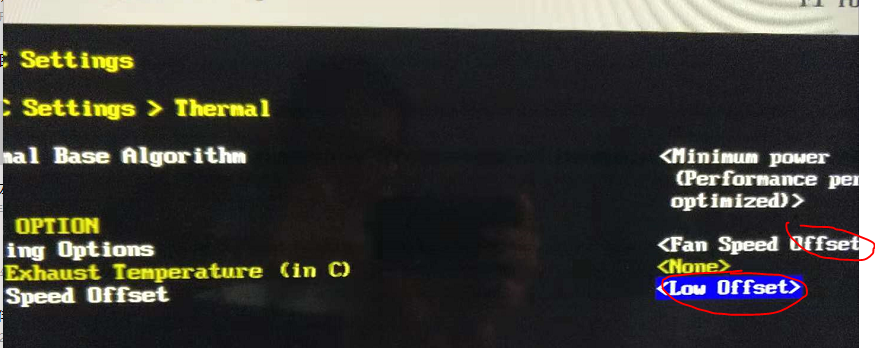 C Settings
C Settings > Thermal
mal Base Algorithm
<Minimum power
(Performance per
optimized)>
OPTION
ing Options
<Fan Speed Offset
Exhaust Temperature (in C)
<None>
Speed Offset
<Low Offset>